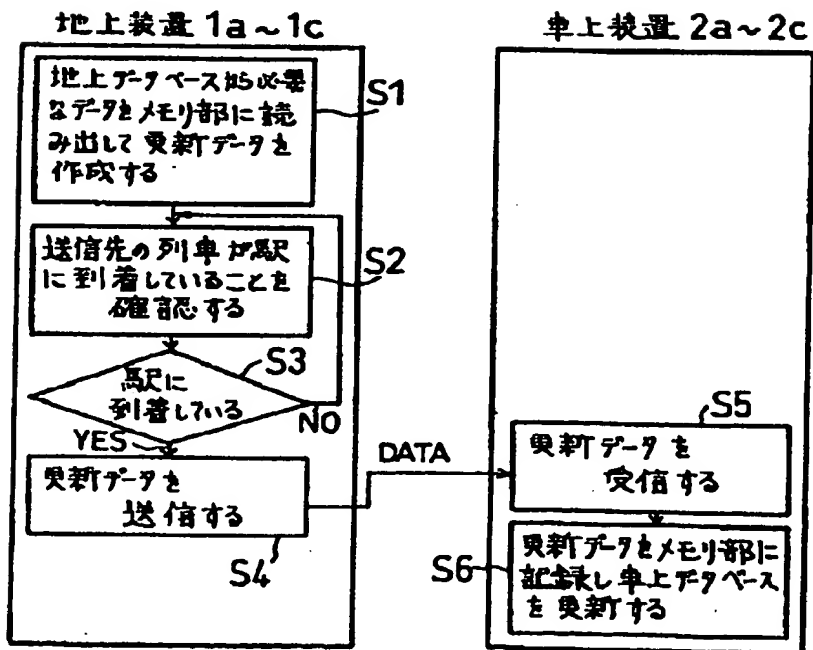 地上装置 1a～1c
地上データベースから必要
なデータをメモリ部に読
み出して更新データを
作成する
S1
送信先の列車が駅
に到着していることを
確認する
S2
駅に
到着している
S3
NO
YES
更新データを
送信する
S4
DATA
車上装置 2a～2c
更新データを
受信する
S5
更新データをメモリ部に
記録し車上データベース
を更新する
S6